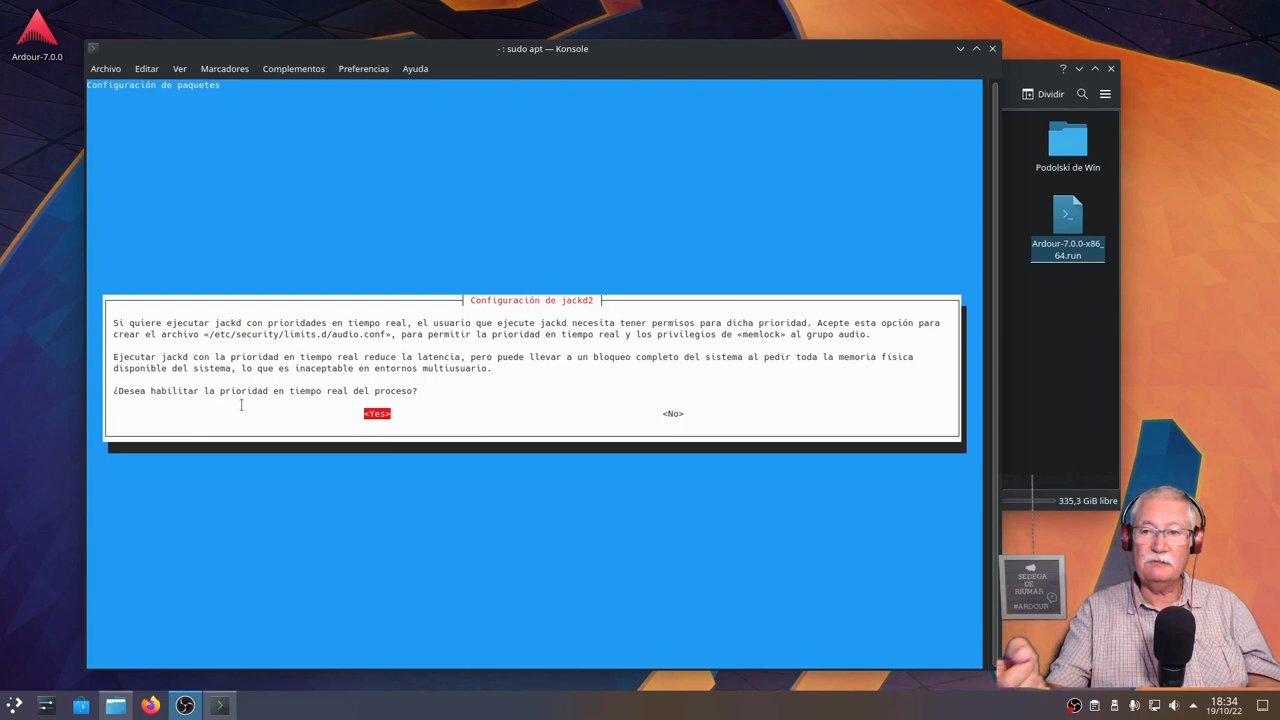 Ardour-7.0.0
- : sudo apt — Konsole
Archivo Editar Ver Marcadores Complementos Preferencias Ayuda
Configuración de paquetes
Dividir
Podolski de Win
Ardour-7.0.0-x86_
64.run
Configuración de jackd2
Si quiere ejecutar jackd con prioridades en tiempo real, el usuario que ejecute jackd necesita tener permisos para dicha prioridad. Acepte esta opción para
crear el archivo «/etc/security/limits.d/audio.conf», para permitir la prioridad en tiempo real y los privilegios de «memlock» al grupo audio.
Ejecutar jackd con la prioridad en tiempo real reduce la latencia, pero puede llevar a un bloqueo completo del sistema al pedir toda la memoria física
disponible del sistema, lo que es inaceptable en entornos multiusuario.
¿Desea habilitar la prioridad en tiempo real del proceso?
<Yes> <No>
335,3 GiB libre
SEDEGA
DE
RIUMAR
#ARDOUR
18:34
19/10/22